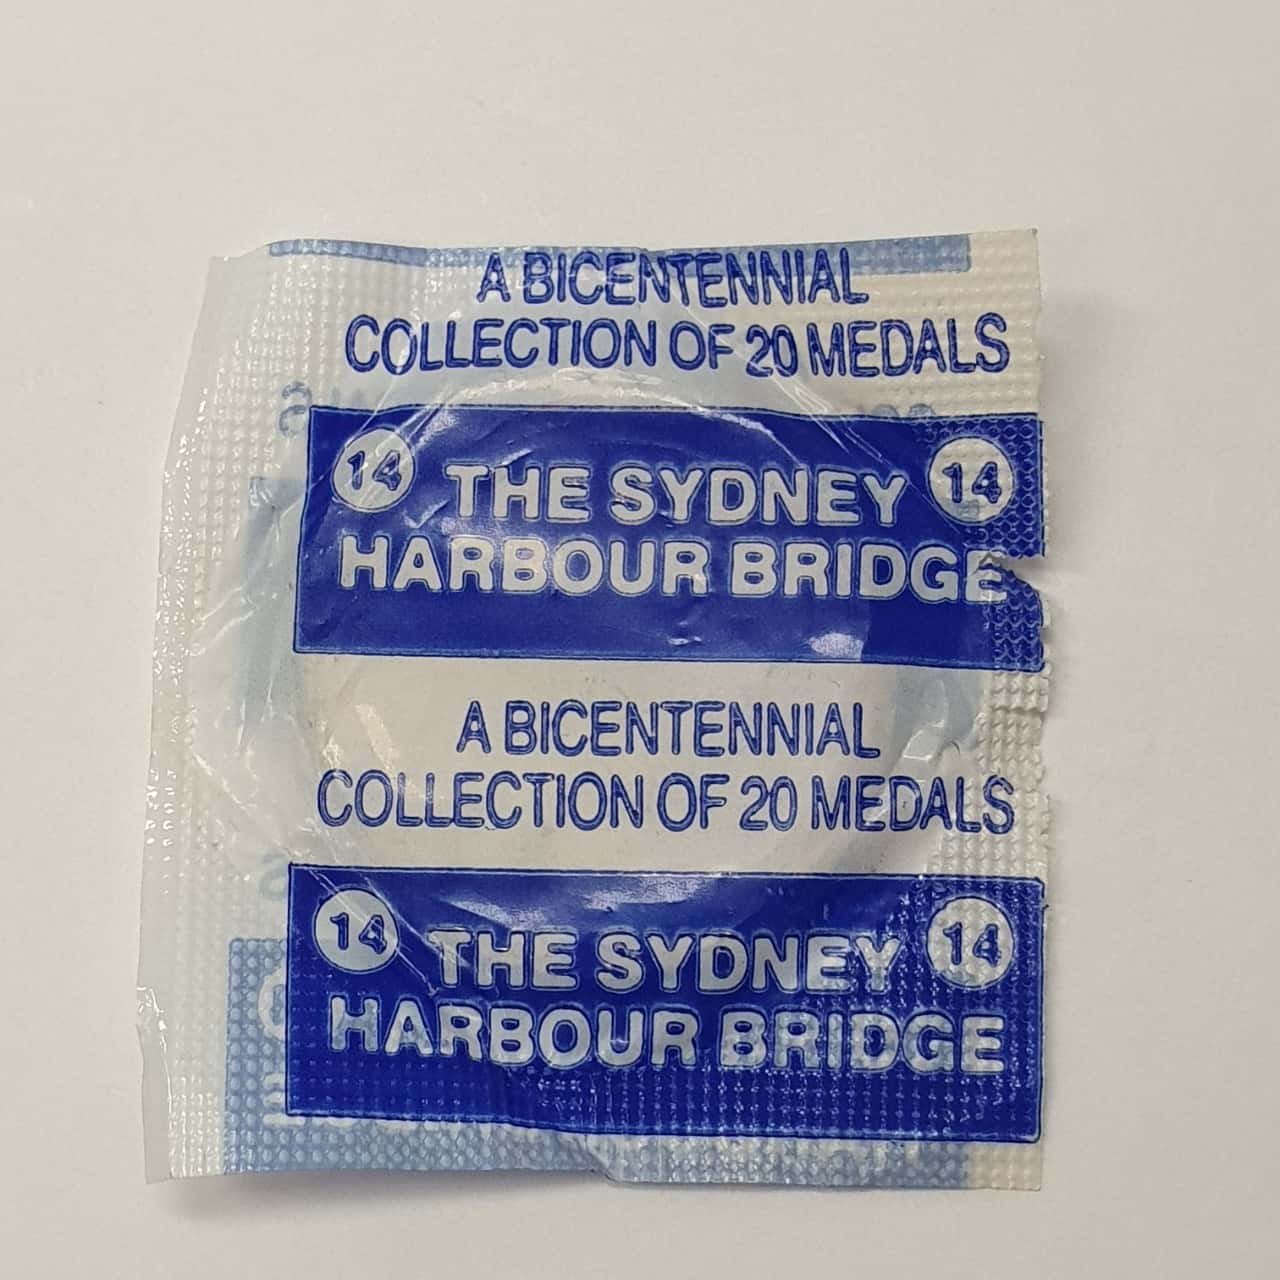 A BICENTENNIAL
COLLECTION OF 20 MEDALS
14 THE SYDNEY 14
HARBOUR BRIDGE
A BICENTENNIAL
COLLECTION OF 20 MEDALS
14 THE SYDNEY 14
HARBOUR BRIDGE